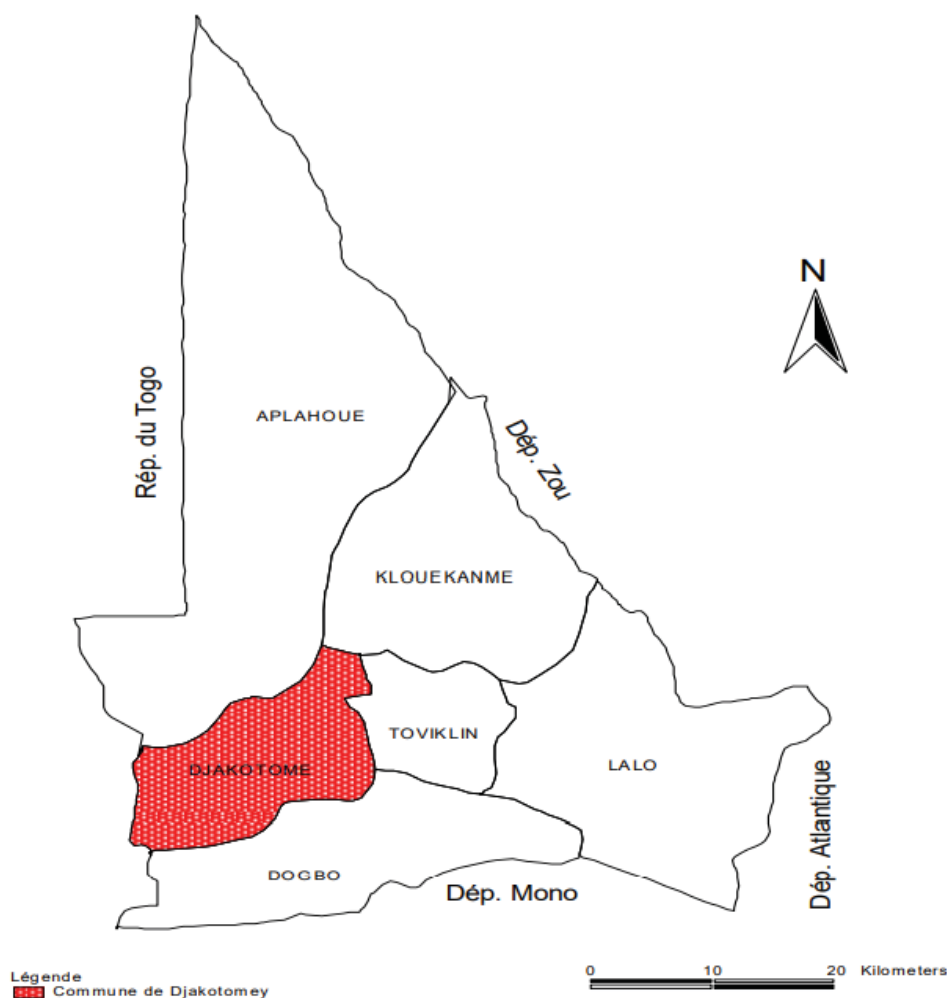 N
Rép. du Togo
APLAHOUE
Dép. Zou
KLOUEKANME
TOVIKLIN
LALO
DJAKOTOME
Dép. Atlantique
DOGBO
Dép. Mono
Légende
Commune de Djakotomey
0 10 20 Kilometers